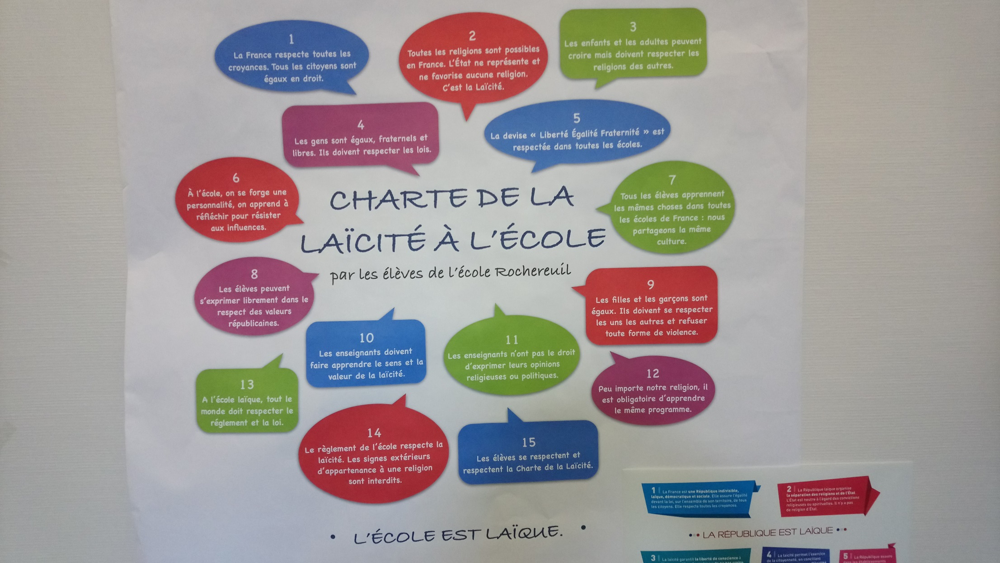 1
La France respecte toutes les
croyances. Tous les citoyens sont
égaux en droit.
2
Toutes les religions sont possibles
en France. L'État ne représente et
ne favorise aucune religion.
C'est la Laïcité.
3
Les enfants et les adultes peuvent
croire mais doivent respecter les
religions des autres.
4
Les gens sont égaux, fraternels et
libres. Ils doivent respecter les lois.
5
La devise « Liberté Égalité Fraternité » est
respectée dans toutes les écoles.
6
À l'école, on se forge une
personnalité, on apprend à
réfléchir pour résister
aux influences.
CHARTE DE LA
LAÏCITÉ À L'ÉCOLE
par les élèves de l'école Rochereuil
7
Tous les élèves apprennent
les mêmes choses dans toutes
les écoles de France : nous
partageons la même
culture.
8
Les élèves peuvent
s'exprimer librement dans le
respect des valeurs
républicaines.
9
Les filles et les garçons sont
égaux. Ils doivent se respecter
les uns les autres et refuser
toute forme de violence.
10
Les enseignants doivent
faire apprendre le sens et la
valeur de la laïcité.
11
Les enseignants n'ont pas le droit
d'exprimer leurs opinions
religieuses ou politiques.
12
Peu importe notre religion, il
est obligatoire d'apprendre
le même programme.
13
A l'école laïque, tout le
monde doit respecter le
réglement et la loi.
14
Le règlement de l'école respecte la
laïcité. Les signes extérieurs
d'appartenance à une religion
sont interdits.
15
Les élèves se respectent et
respectent la Charte de la Laïcité.
• L'ÉCOLE EST LAÏQUE. •
1 | La France est une République indivisible,
laïque, démocratique et sociale. Elle assure l'égalité
devant la loi, sur l'ensemble de son territoire, de tous
les citoyens. Elle respecte toutes les croyances.
2 | La République laïque organise
la séparation des religions et de l'État.
L'État est neutre à l'égard des convictions
religieuses ou spirituelles. Il n'y a pas
de religion d'État.
••• LA RÉPUBLIQUE EST LAÏQUE •••
3 | La laïcité garantit la liberté de conscience à
4 | La laïcité permet l'exercice
de la citoyenneté, en conciliant
5 | La République assure
dans les établissements